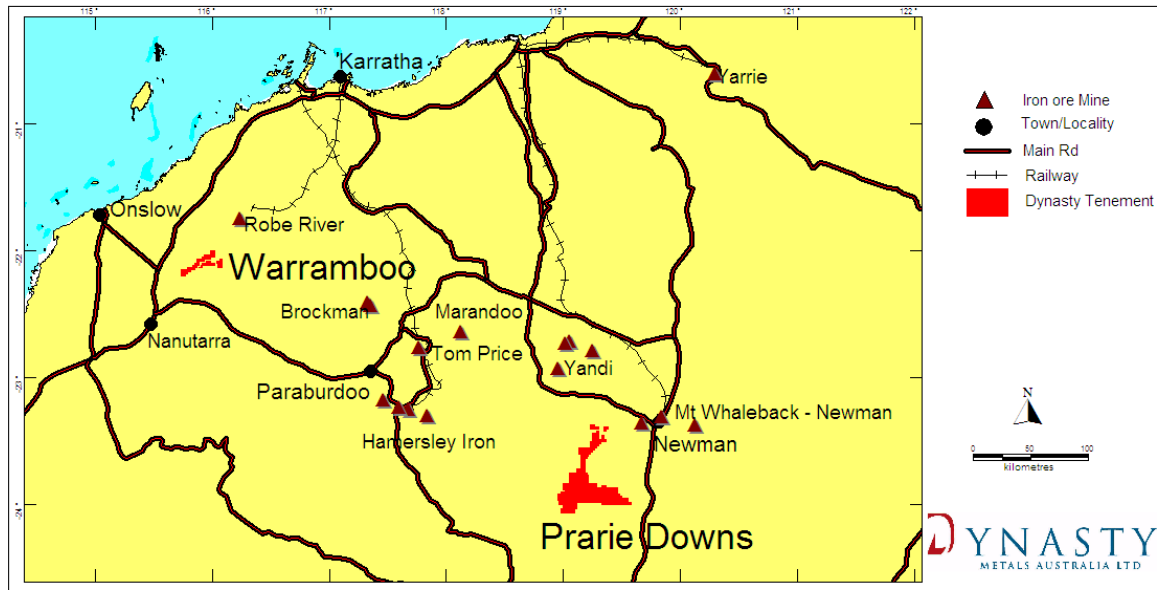 115
116
117
118
119
120
121
122
-21
-22
-23
-24
Karratha
Yarrie
Onslow
Robe River
Warramboo
Brockman
Marandoo
Nanutarra
Tom Price
Yandi
Paraburdoo
Mt Whaleback - Newman
Hamersley Iron
Newman
Prarie Downs
Iron ore Mine
Town/Locality
Main Rd
Railway
Dynasty Tenement
N
0 50 100
kilometres
DYNASTY
METALS AUSTRALIA LTD